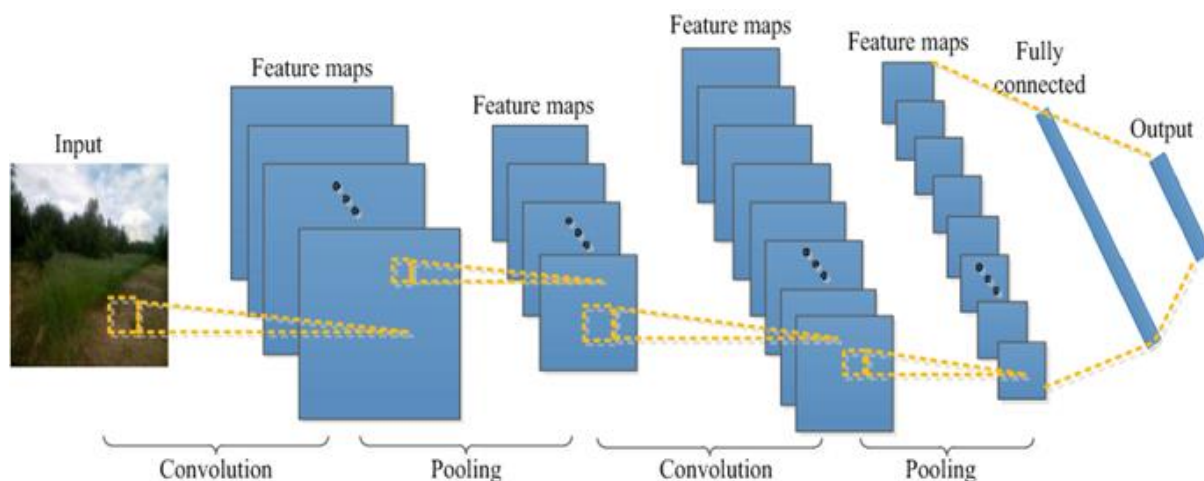 Input
Feature maps
Feature maps
Feature maps
Feature maps
Fully
connected
Output
Convolution
Pooling
Convolution
Pooling